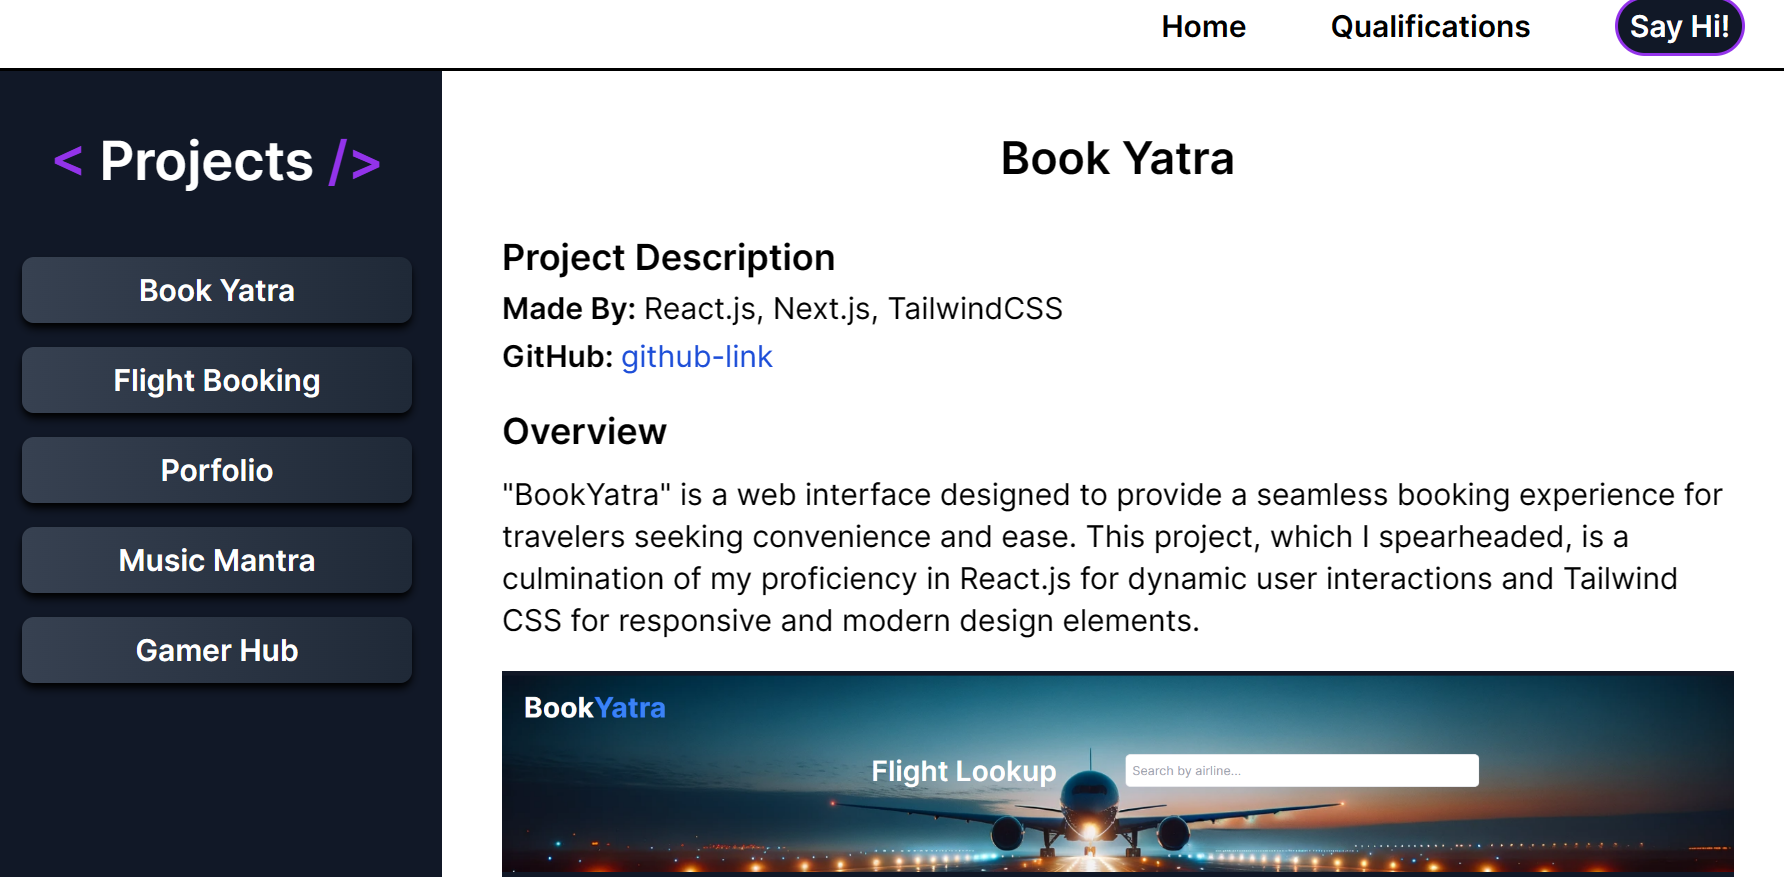 Home Qualifications Say Hi!
< Projects />
Book Yatra
Flight Booking
Porfolio
Music Mantra
Gamer Hub
Book Yatra
Project Description
Made By: React.js, Next.js, TailwindCSS
GitHub: github-link
Overview
"BookYatra" is a web interface designed to provide a seamless booking experience for
travelers seeking convenience and ease. This project, which I spearheaded, is a
culmination of my proficiency in React.js for dynamic user interactions and Tailwind
CSS for responsive and modern design elements.
BookYatra
Flight Lookup Search by airline...